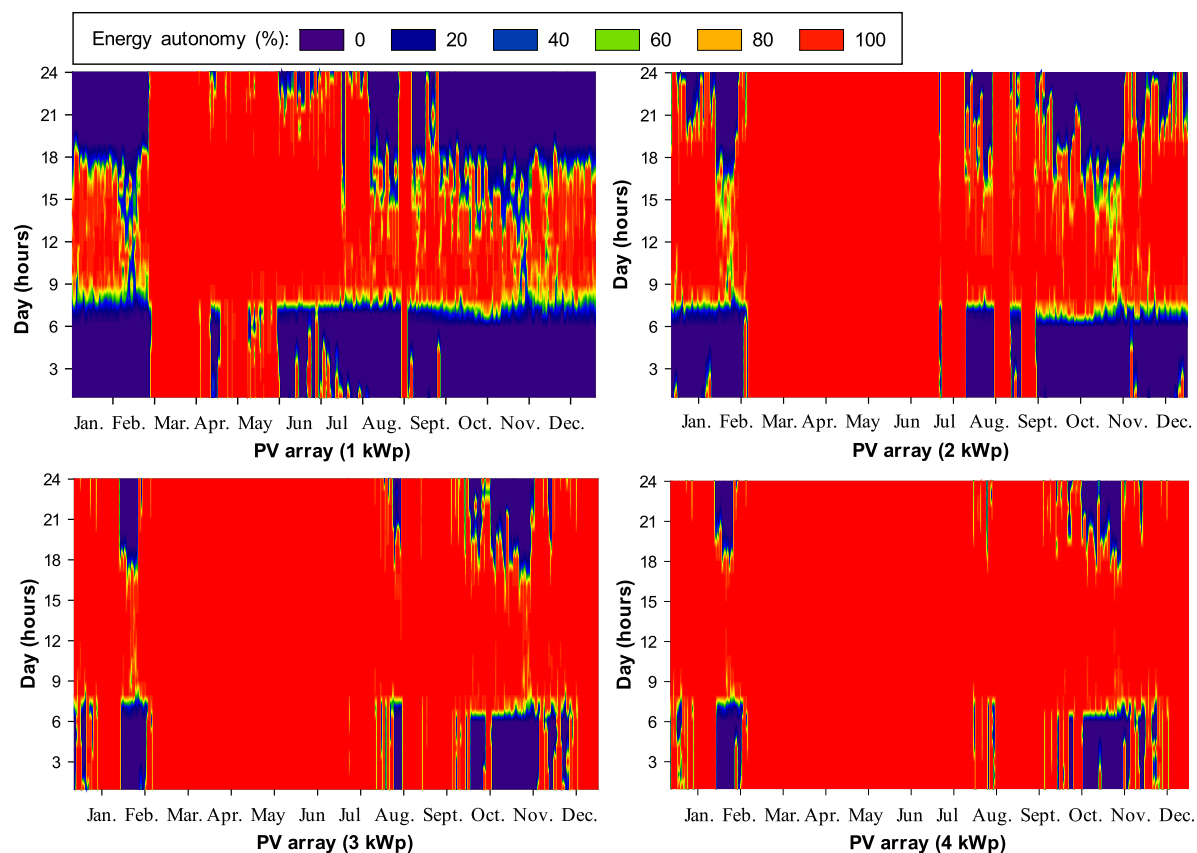 Energy autonomy (%): 0 20 40 60 80 100
24
21
18
15
12
9
6
3
Day (hours)
Jan. Feb. Mar. Apr. May Jun Jul Aug. Sept. Oct. Nov. Dec.
PV array (1 kWp)
24
21
18
15
12
9
6
3
Day (hours)
Jan. Feb. Mar. Apr. May Jun Jul Aug. Sept. Oct. Nov. Dec.
PV array (2 kWp)
24
21
18
15
12
9
6
3
Day (hours)
Jan. Feb. Mar. Apr. May Jun Jul Aug. Sept. Oct. Nov. Dec.
PV array (3 kWp)
24
21
18
15
12
9
6
3
Day (hours)
Jan. Feb. Mar. Apr. May Jun Jul Aug. Sept. Oct. Nov. Dec.
PV array (4 kWp)